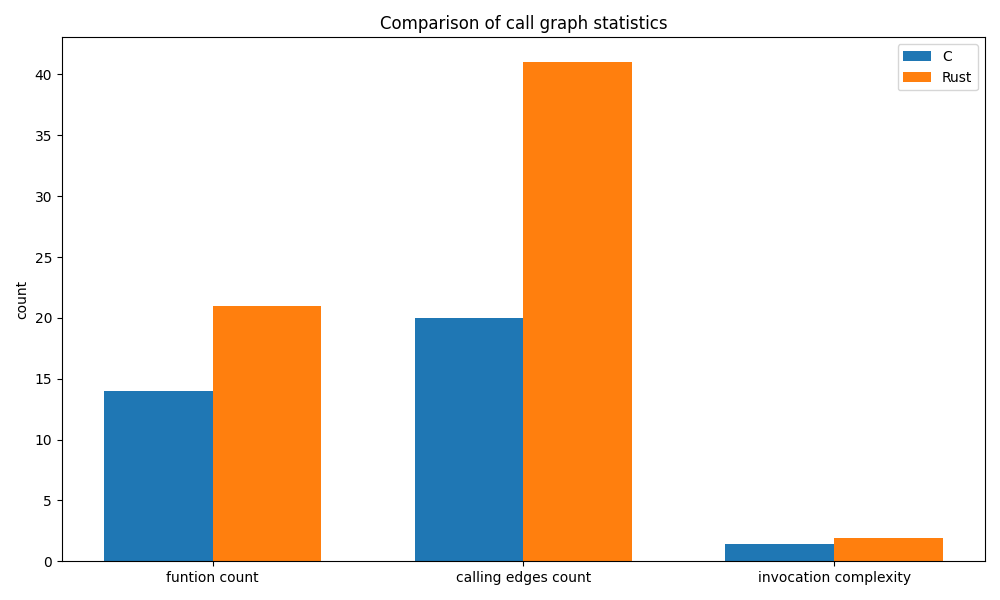 Comparison of call graph statistics
C
Rust
count
40
35
30
25
20
15
10
5
0
funtion count
calling edges count
invocation complexity